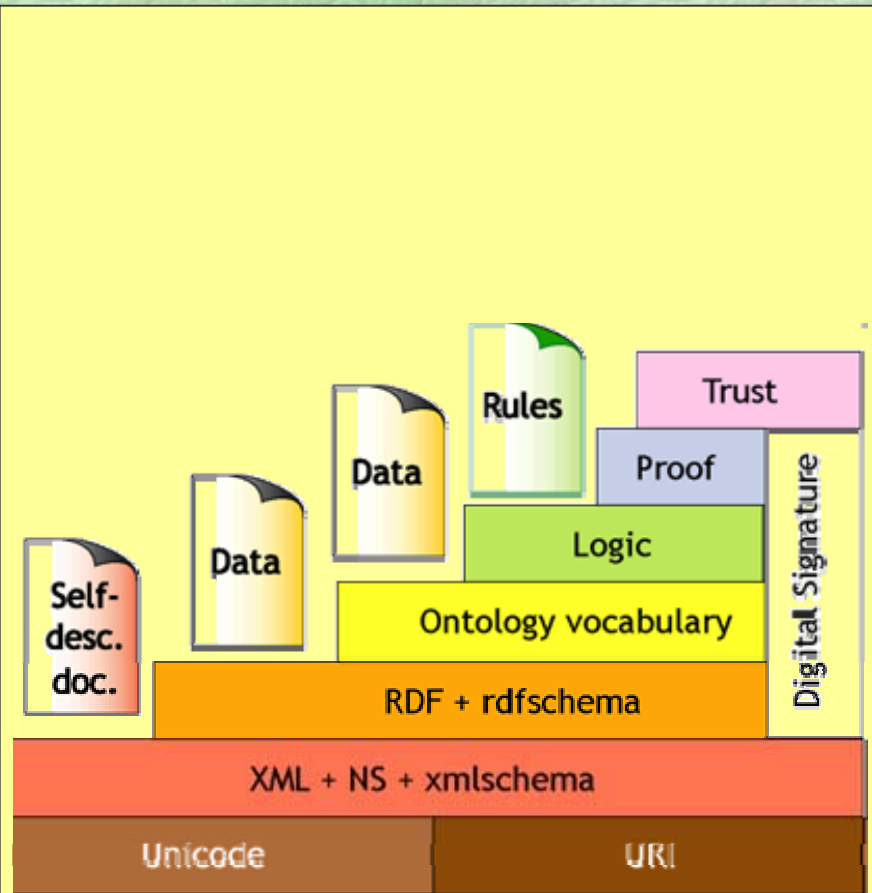 Rules
Trust
Data
Proof
Data
Logic
Self-
desc.
doc.
Ontology vocabulary
Digital Signature
RDF + rdfschema
XML + NS + xmlschema
Unicode
URI